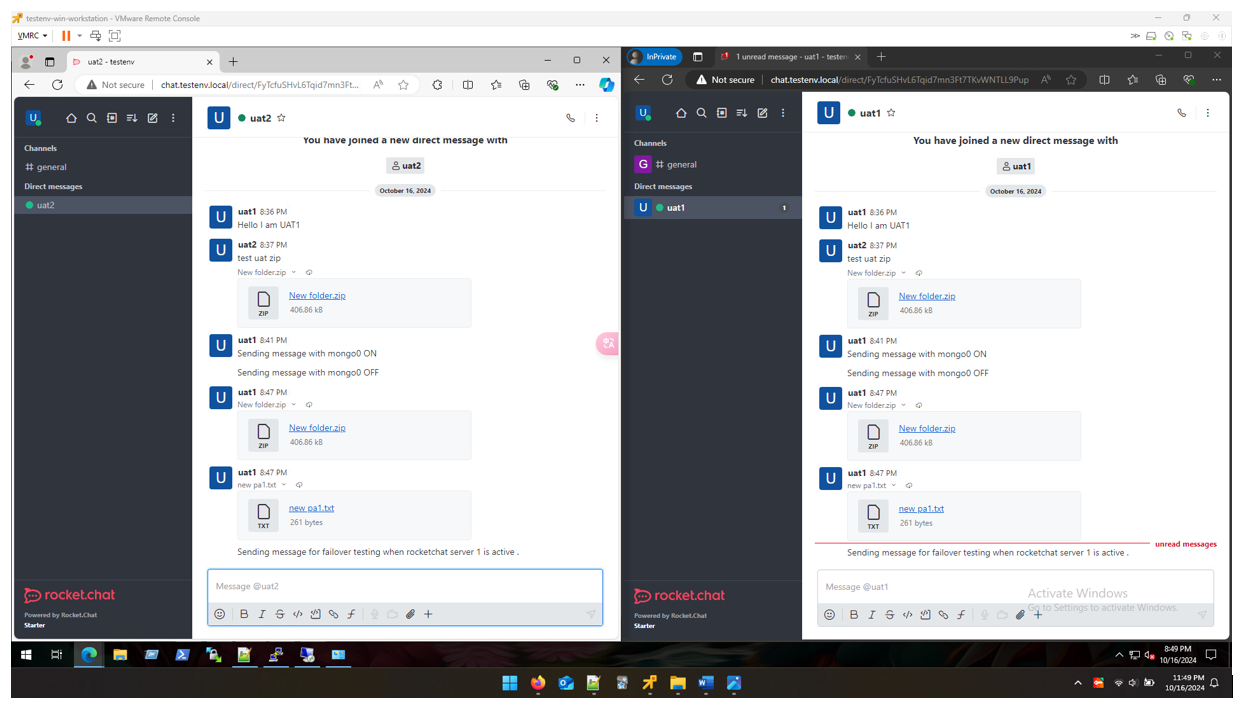 testenv-win-workstation - VMware Remote Console
VMRC
uat2 - testenv
Not secure
chat.testenv.local/direct/FyTcfuSHvL6Tqid7mn3Ft...
uat2
Channels
# general
Direct messages
uat2
You have joined a new direct message with
uat2
October 16, 2024
U
uat1 8:36 PM
Hello I am UAT1
U
uat2 8:37 PM
test uat zip
New folder.zip
ZIP
New folder.zip
406.86 kB
U
uat1 8:41 PM
Sending message with mongo0 ON
Sending message with mongo0 OFF
U
uat1 8:47 PM
New folder.zip
ZIP
New folder.zip
406.86 kB
U
uat1 8:47 PM
new pa1.txt
TXT
new pa1.txt
261 bytes
Sending message for failover testing when rocketchat server 1 is active .
Message @uat2
rocket.chat
Powered by Rocket.Chat
Starter
InPrivate
1 unread message - uat1 - testen
Not secure
chat.testenv.local/direct/FyTcfuSHvL6Tqid7mn3Ft7TKvWNTLL9Pup
uat1
Channels
G # general
Direct messages
U uat1 1
You have joined a new direct message with
uat1
October 16, 2024
U
uat1 8:36 PM
Hello I am UAT1
U
uat2 8:37 PM
test uat zip
New folder.zip
ZIP
New folder.zip
406.86 kB
U
uat1 8:41 PM
Sending message with mongo0 ON
Sending message with mongo0 OFF
U
uat1 8:47 PM
New folder.zip
ZIP
New folder.zip
406.86 kB
U
uat1 8:47 PM
new pa1.txt
TXT
new pa1.txt
261 bytes
unread messages
Sending message for failover testing when rocketchat server 1 is active .
Message @uat1
Activate Windows
Go to Settings to activate Windows.
rocket.chat
Powered by Rocket.Chat
Starter
8:49 PM
10/16/2024
11:49 PM
10/16/2024